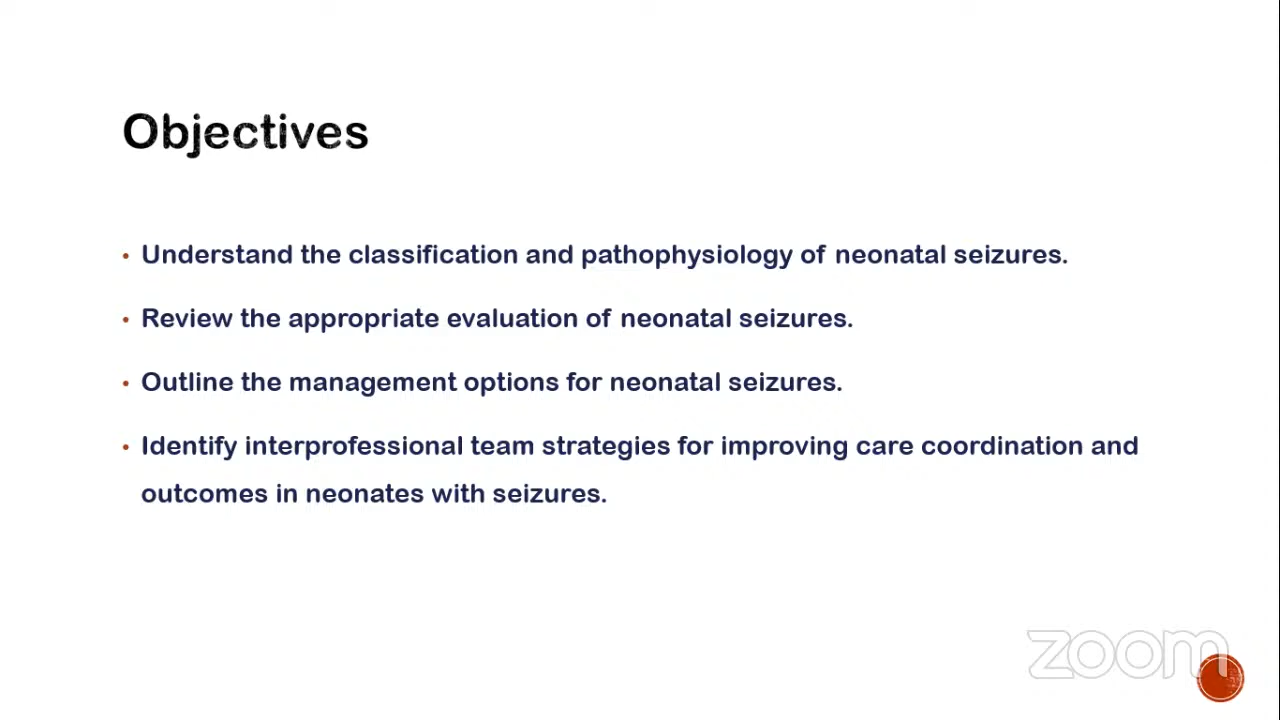 Objectives
• Understand the classification and pathophysiology of neonatal seizures.
• Review the appropriate evaluation of neonatal seizures.
• Outline the management options for neonatal seizures.
• Identify interprofessional team strategies for improving care coordination and
outcomes in neonates with seizures.
zoom